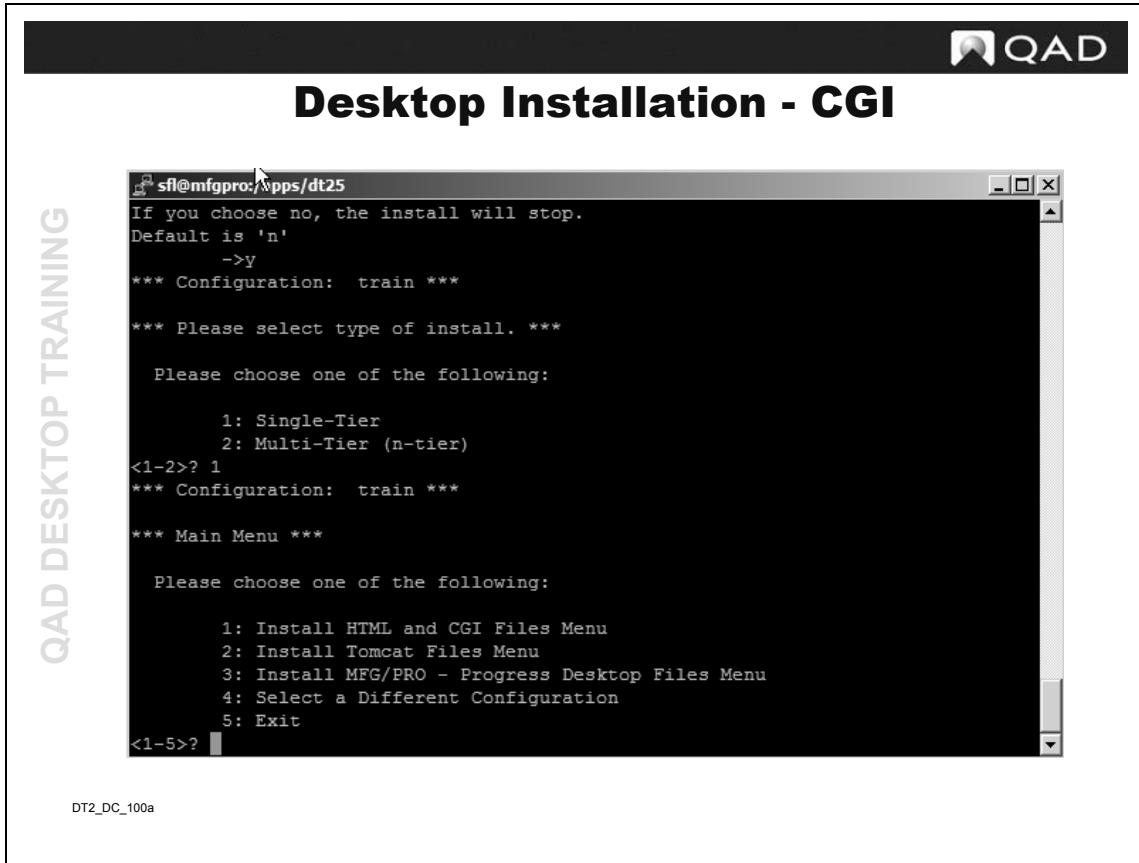 QAD
Desktop Installation - CGI
QAD DESKTOP TRAINING
sfl@mfgpro:/apps/dt25
If you choose no, the install will stop.
Default is 'n'
->y
*** Configuration:  train ***
*** Please select type of install. ***
Please choose one of the following:
1: Single-Tier
2: Multi-Tier (n-tier)
<1-2>? 1
*** Configuration:  train ***
*** Main Menu ***
Please choose one of the following:
1: Install HTML and CGI Files Menu
2: Install Tomcat Files Menu
3: Install MFG/PRO - Progress Desktop Files Menu
4: Select a Different Configuration
5: Exit
<1-5>?
DT2_DC_100a